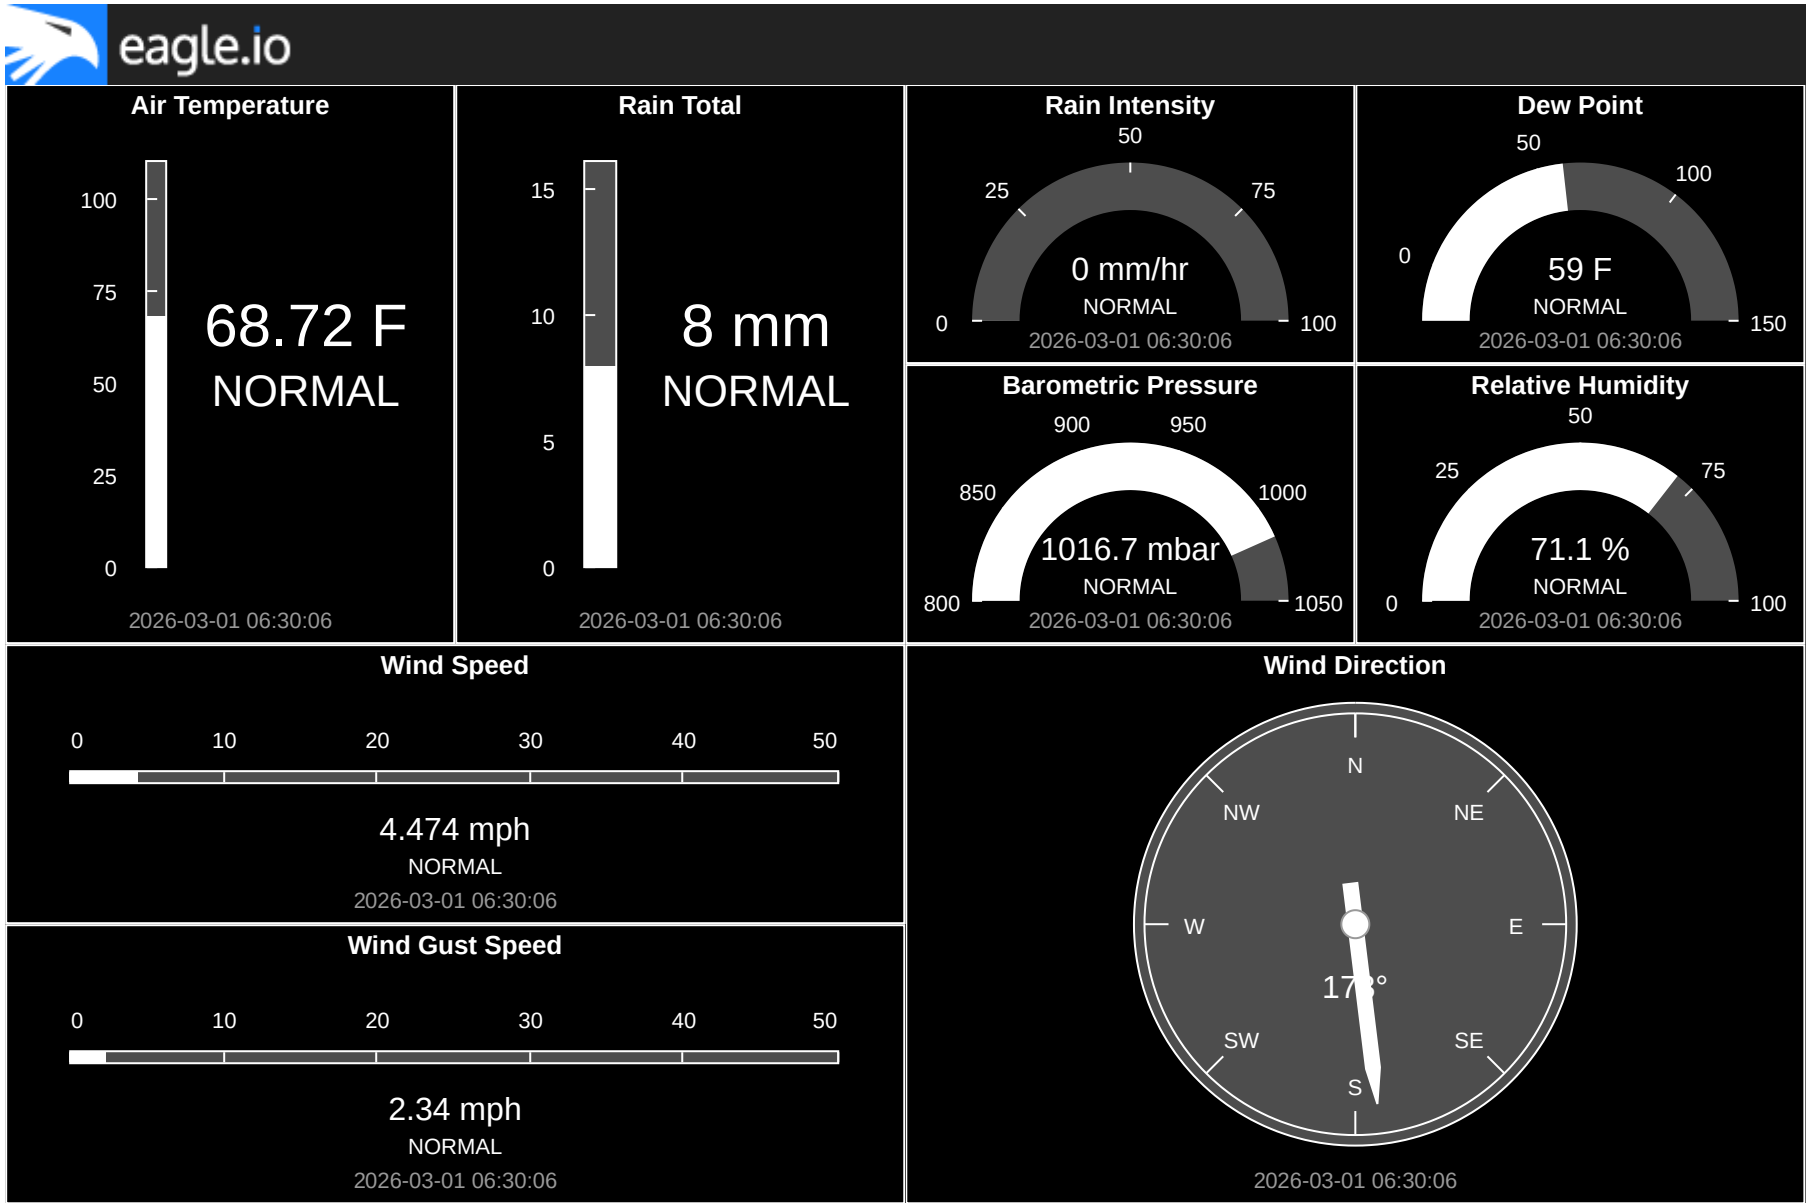 eagle.io
Air Temperature
100
75
50
25
0
68.72 F
NORMAL
2026-03-01 06:30:06
Rain Total
15
10
5
0
8 mm
NORMAL
2026-03-01 06:30:06
Rain Intensity
0
25
50
75
100
0 mm/hr
NORMAL
2026-03-01 06:30:06
Dew Point
0
50
100
150
59 F
NORMAL
2026-03-01 06:30:06
Barometric Pressure
800
850
900
950
1000
1050
1016.7 mbar
NORMAL
2026-03-01 06:30:06
Relative Humidity
0
25
50
75
100
71.1 %
NORMAL
2026-03-01 06:30:06
Wind Speed
0 10 20 30 40 50
4.474 mph
NORMAL
2026-03-01 06:30:06
Wind Gust Speed
0 10 20 30 40 50
2.34 mph
NORMAL
2026-03-01 06:30:06
Wind Direction
N
NW NE
W E
SW SE
S
2026-03-01 06:30:06